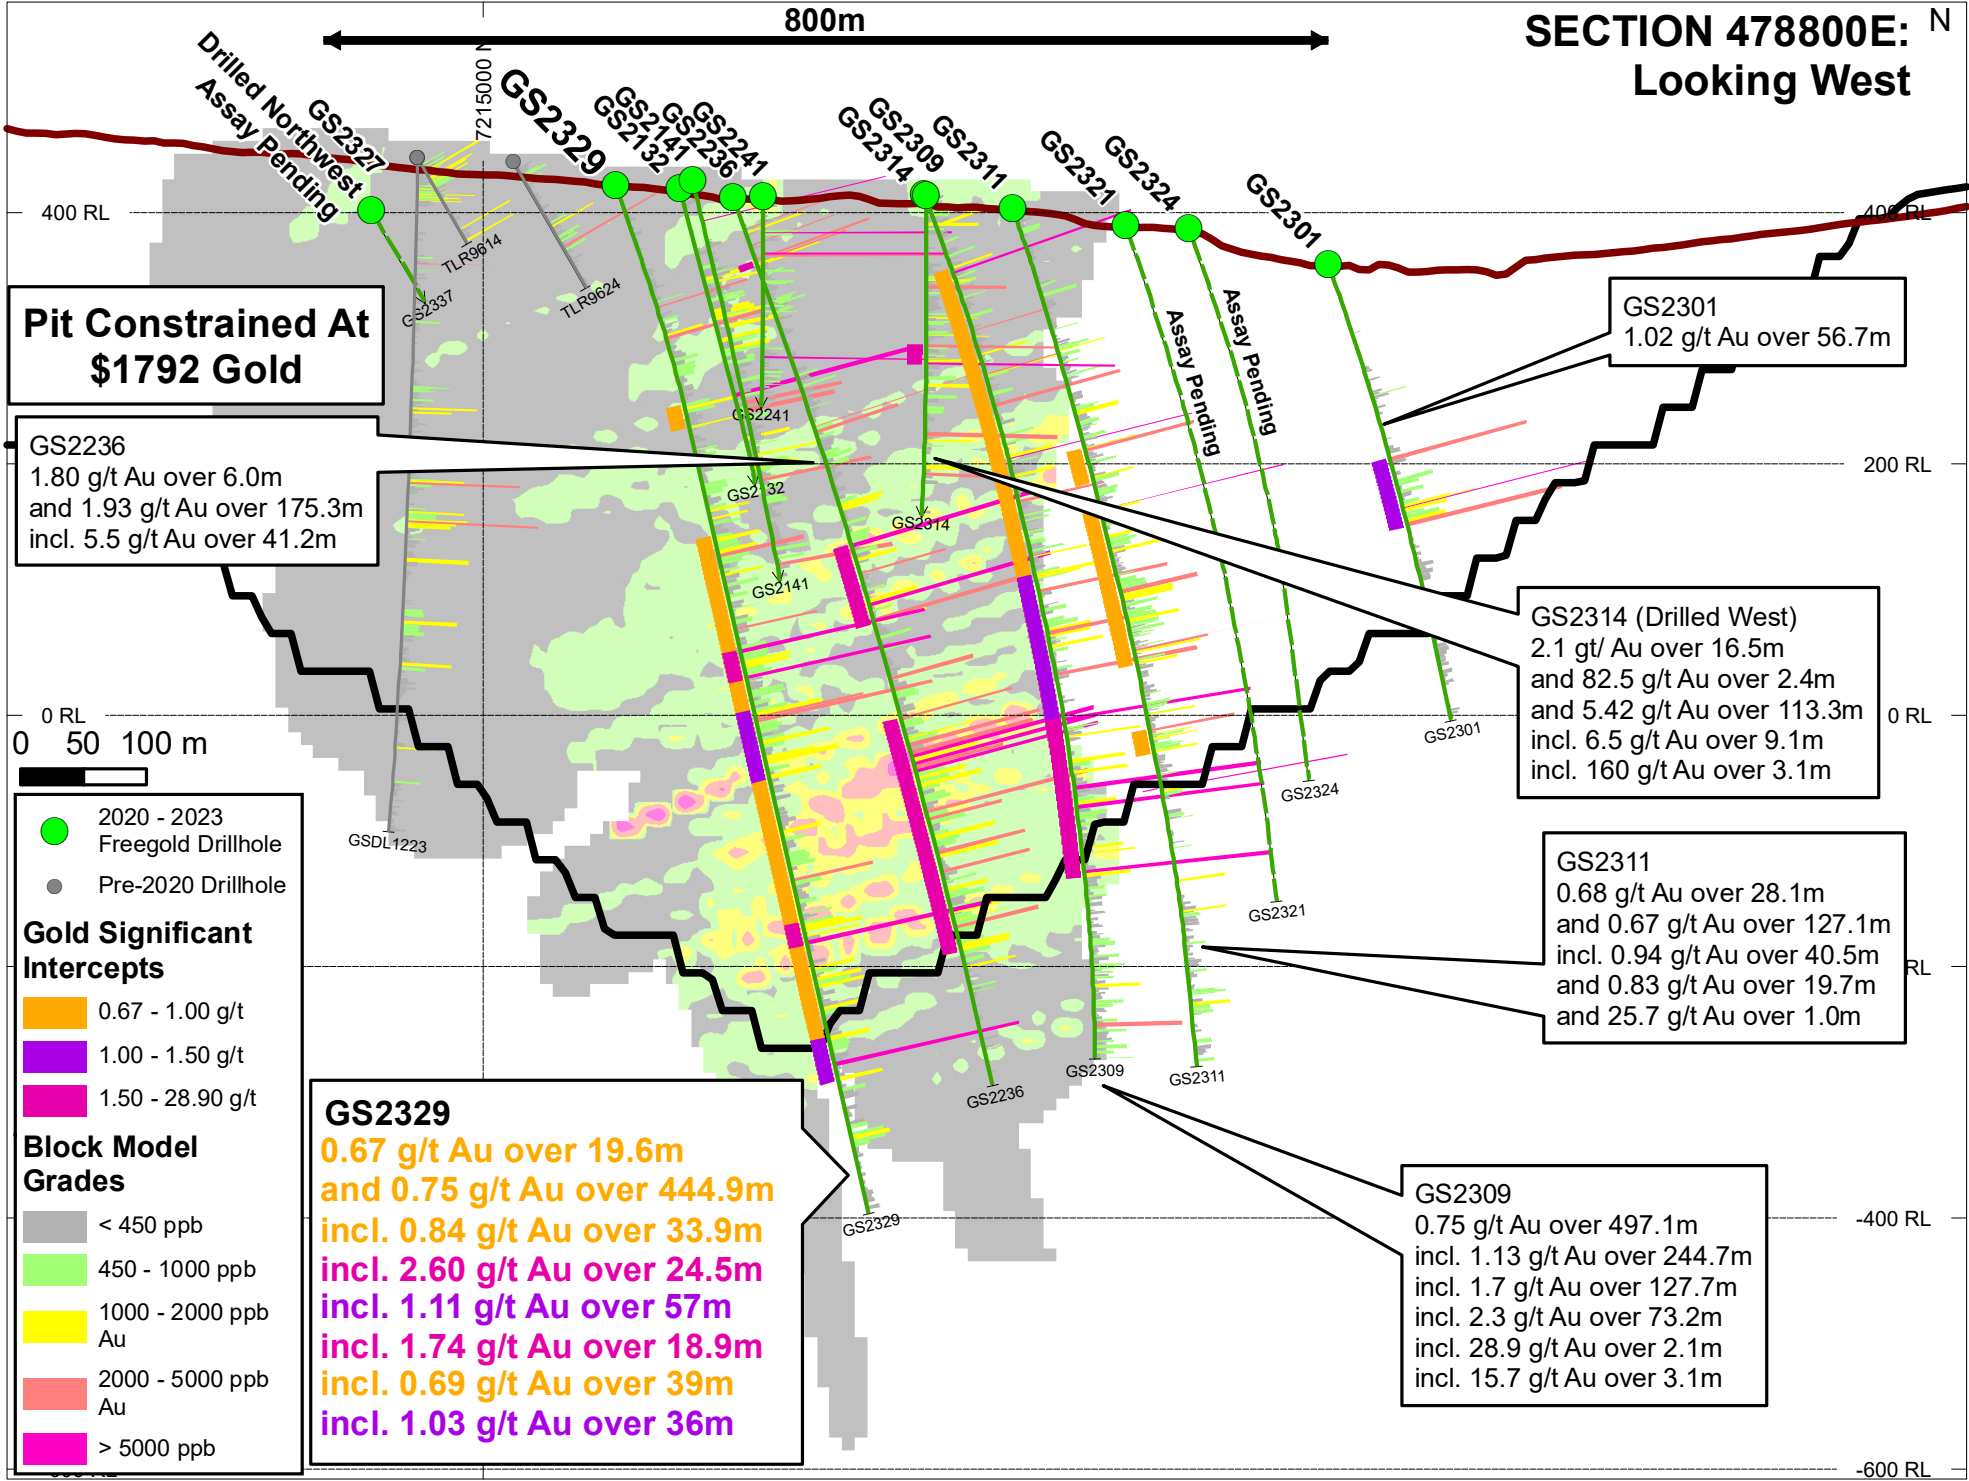 800m
SECTION 478800E:
Looking West
N
7215000 N
Drilled Northwest
Assay Pending
GS2327
GS2329
GS2132
GS2141
GS2236
GS2241
GS2314
GS2309
GS2311
GS2321
GS2324
GS2301
400 RL
400 RL
TLR9614
TLR9624
GS2337
Pit Constrained At
$1792 Gold
Assay Pending
Assay Pending
GS2301
1.02 g/t Au over 56.7m
GS2236
1.80 g/t Au over 6.0m
and 1.93 g/t Au over 175.3m
incl. 5.5 g/t Au over 41.2m
GS2241
GS2132
GS2314
GS2141
200 RL
GS2314 (Drilled West)
2.1 gt/ Au over 16.5m
and 82.5 g/t Au over 2.4m
and 5.42 g/t Au over 113.3m
incl. 6.5 g/t Au over 9.1m
incl. 160 g/t Au over 3.1m
0 RL
0 RL
GS2301
0 50 100 m
GS2324
GSDL1223
GS2321
2020 - 2023
Freegold Drillhole
Pre-2020 Drillhole
Gold Significant
Intercepts
0.67 - 1.00 g/t
1.00 - 1.50 g/t
1.50 - 28.90 g/t
Block Model
Grades
< 450 ppb
450 - 1000 ppb
1000 - 2000 ppb
Au
2000 - 5000 ppb
Au
> 5000 ppb
GS2311
0.68 g/t Au over 28.1m
and 0.67 g/t Au over 127.1m
incl. 0.94 g/t Au over 40.5m
and 0.83 g/t Au over 19.7m
and 25.7 g/t Au over 1.0m
RL
GS2309
GS2311
GS2236
GS2329
GS2329
0.67 g/t Au over 19.6m
and 0.75 g/t Au over 444.9m
incl. 0.84 g/t Au over 33.9m
incl. 2.60 g/t Au over 24.5m
incl. 1.11 g/t Au over 57m
incl. 1.74 g/t Au over 18.9m
incl. 0.69 g/t Au over 39m
incl. 1.03 g/t Au over 36m
-400 RL
GS2309
0.75 g/t Au over 497.1m
incl. 1.13 g/t Au over 244.7m
incl. 1.7 g/t Au over 127.7m
incl. 2.3 g/t Au over 73.2m
incl. 28.9 g/t Au over 2.1m
incl. 15.7 g/t Au over 3.1m
-600 RL